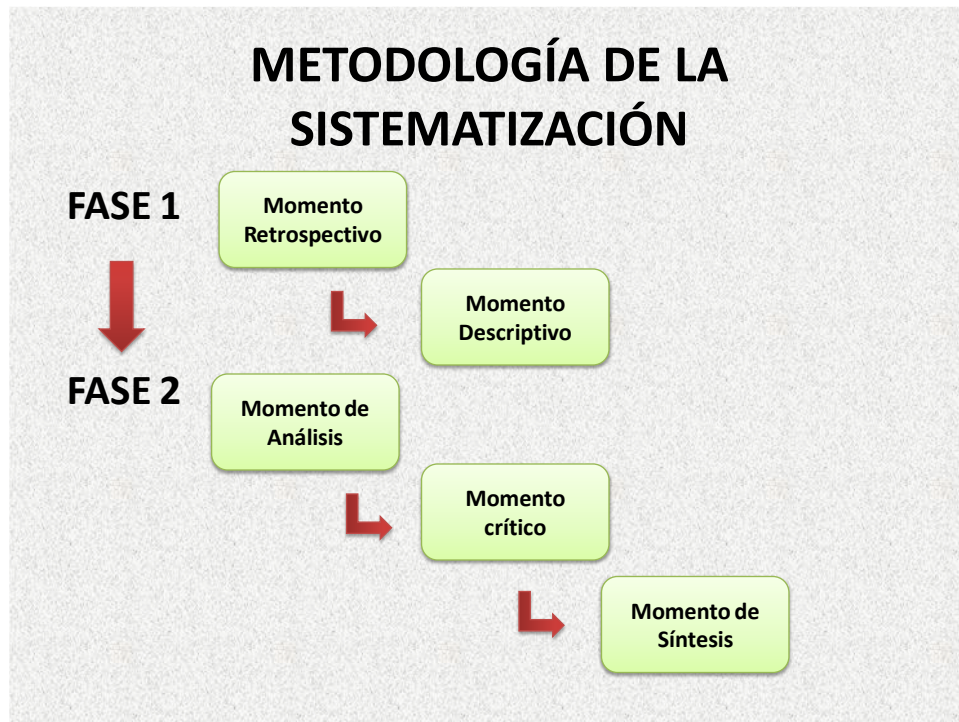 METODOLOGÍA DE LA
SISTEMATIZACIÓN
FASE 1
Momento
Retrospectivo
Momento
Descriptivo
FASE 2
Momento de
Análisis
Momento
crítico
Momento de
Síntesis